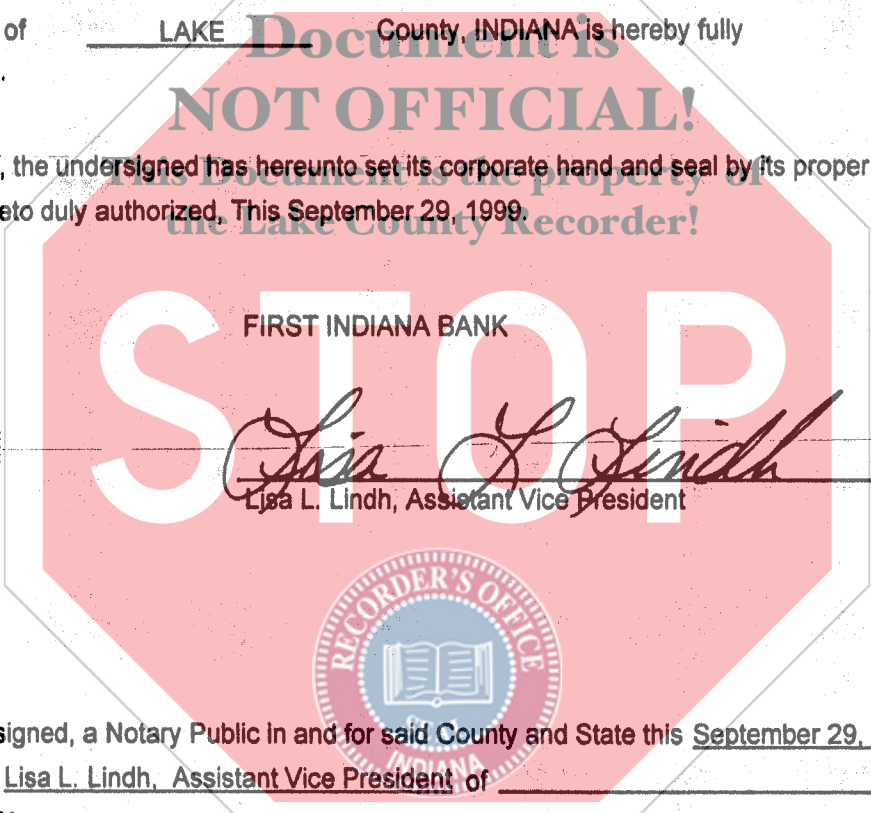 of LAKE County, INDIANA is hereby fully
Document is
NOT OFFICIAL!
, the undersigned has hereunto set its corporate hand and seal by its proper
This Document is the property of
eto duly authorized, This September 29, 1999.
the Lake County Recorder!
STOP
FIRST INDIANA BANK
Lisa L Lindh
Lisa L. Lindh, Assistant Vice President
RECORDER'S OFFICE
signed, a Notary Public in and for said County and State this September 29,
INDIANA
Lisa L. Lindh, Assistant Vice President of